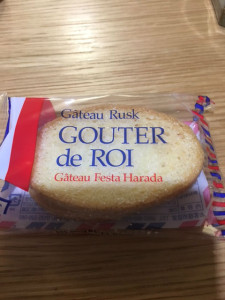 Gâteau Rusk
GOUTER
de ROI
Gâteau Festa Harada